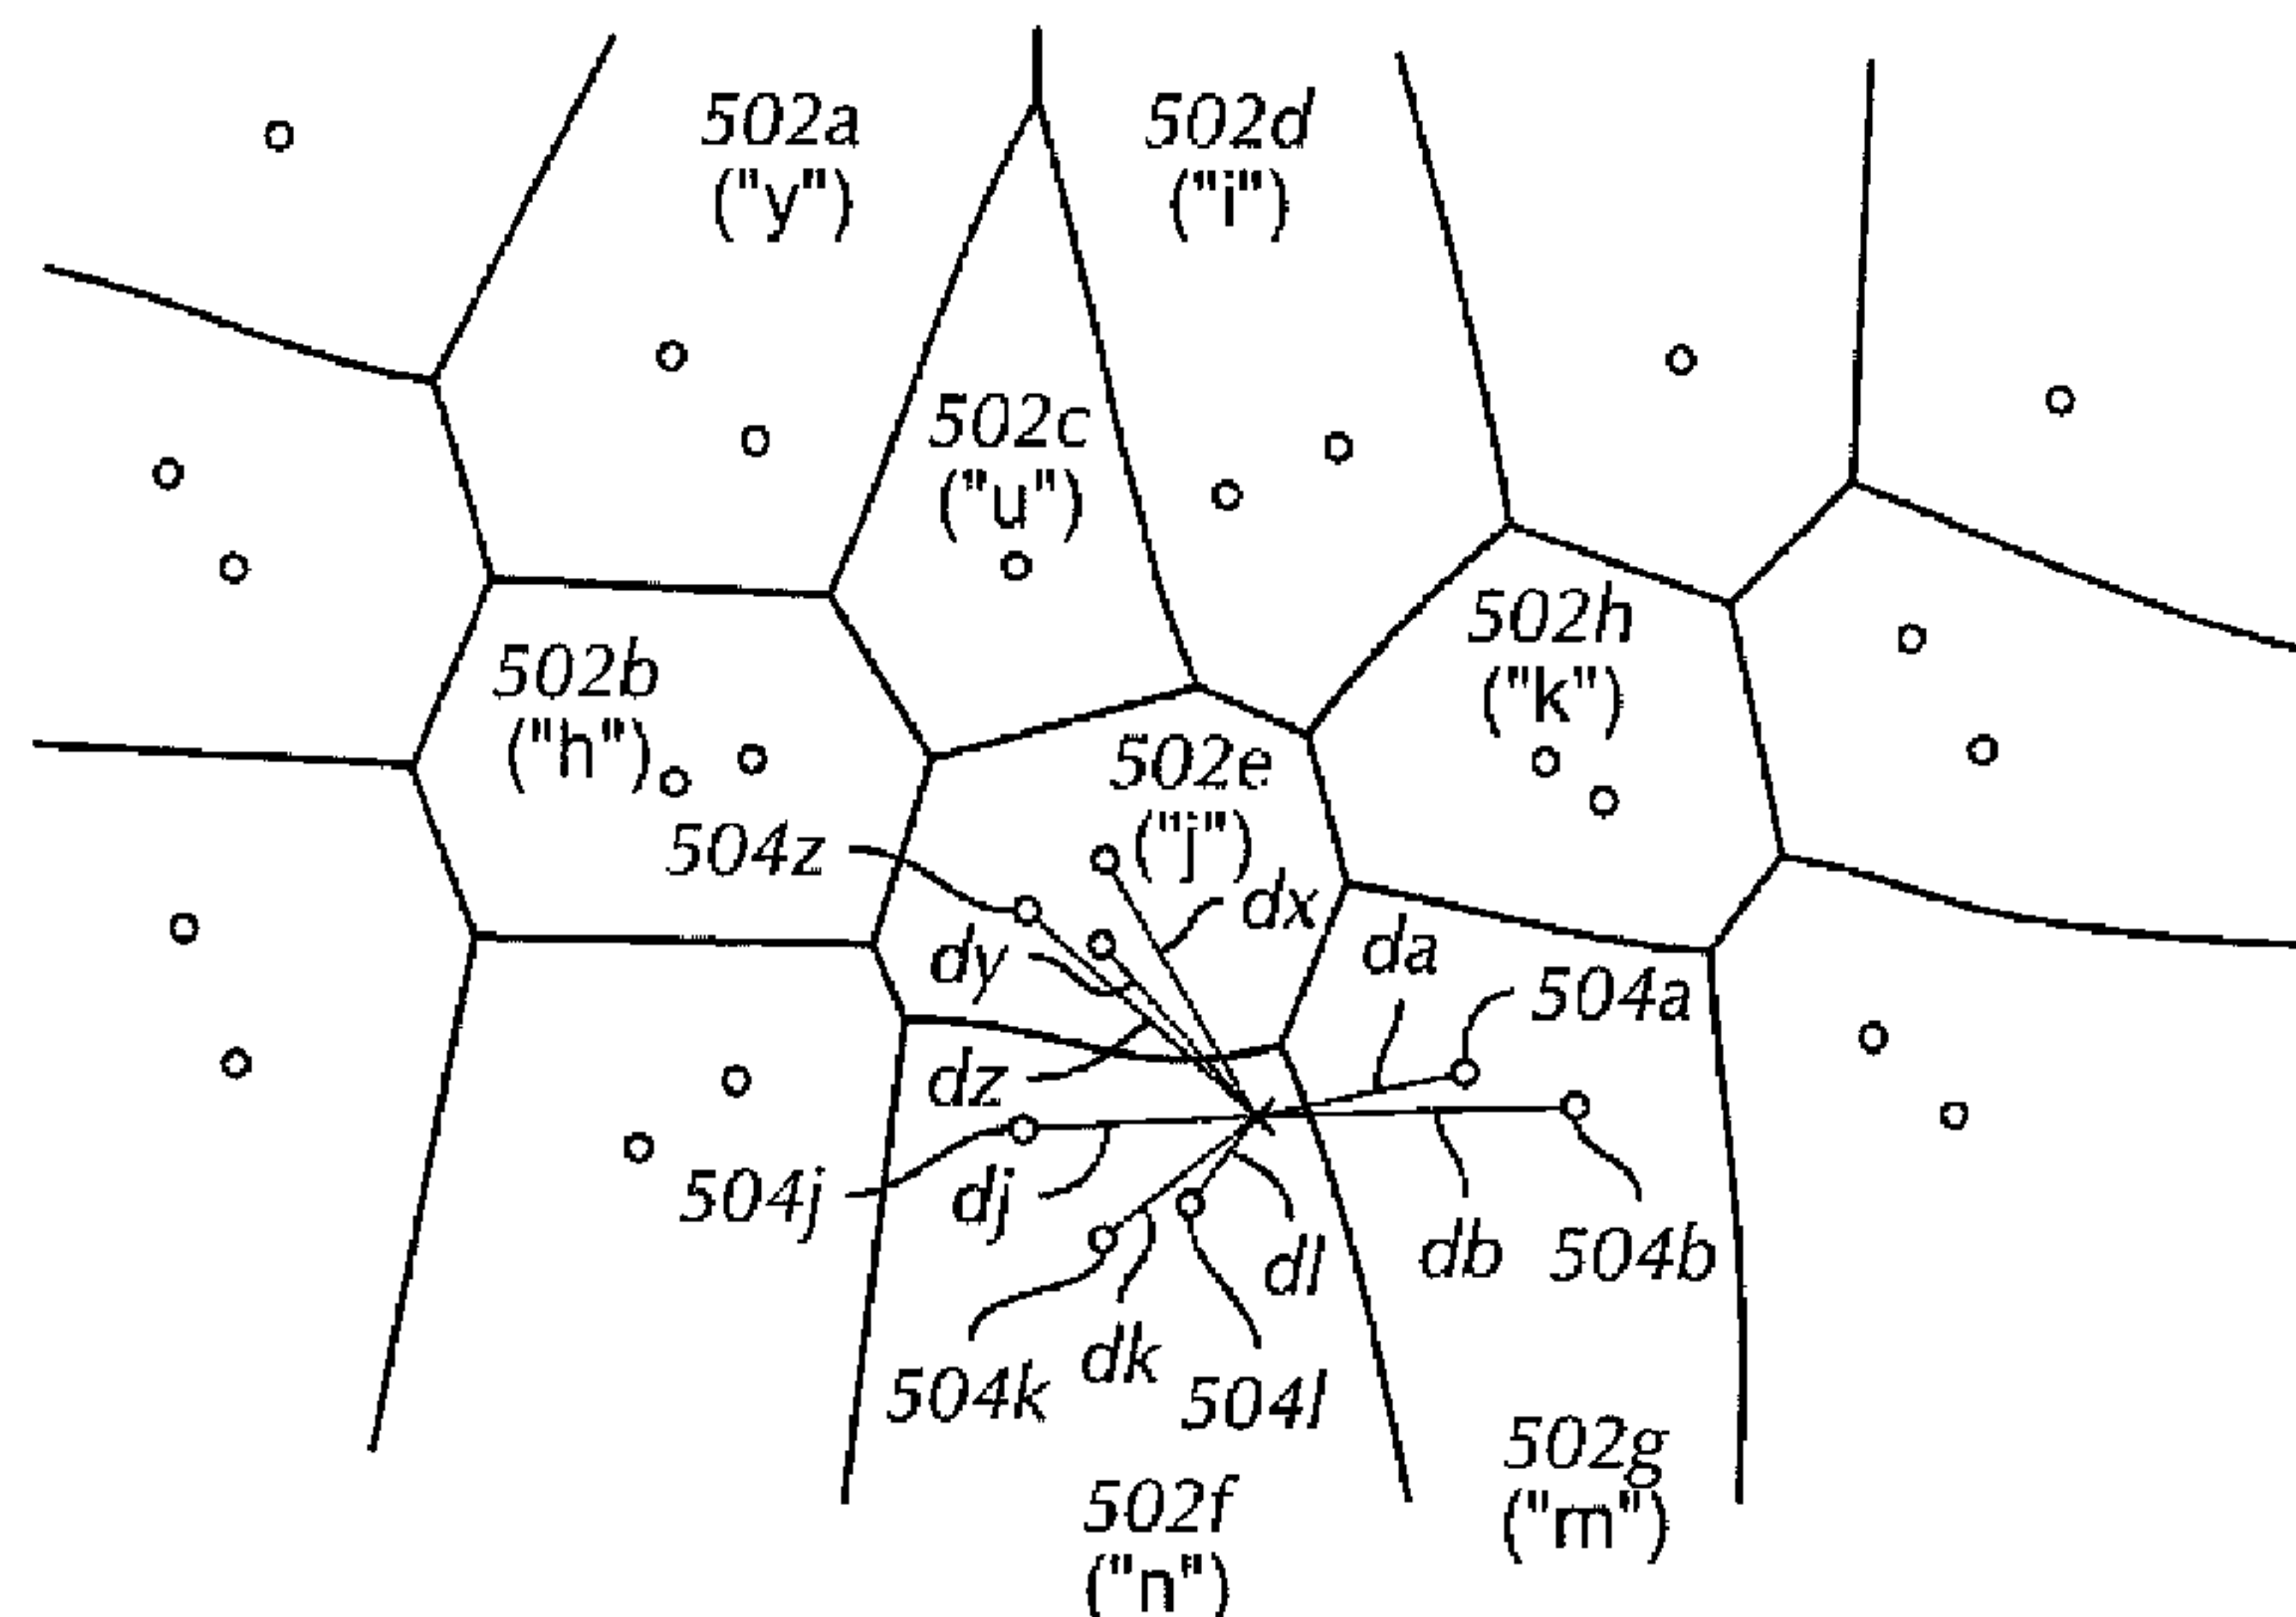 502a
("y")
502d
("i")
502c
("u")
502h
("k")
502b
("h")
502e
("j")
504z
dx
dy
da
504a
dz
504j
dj
dl
db
504b
504k
dk
504l
502g
("m")
502f
("n")